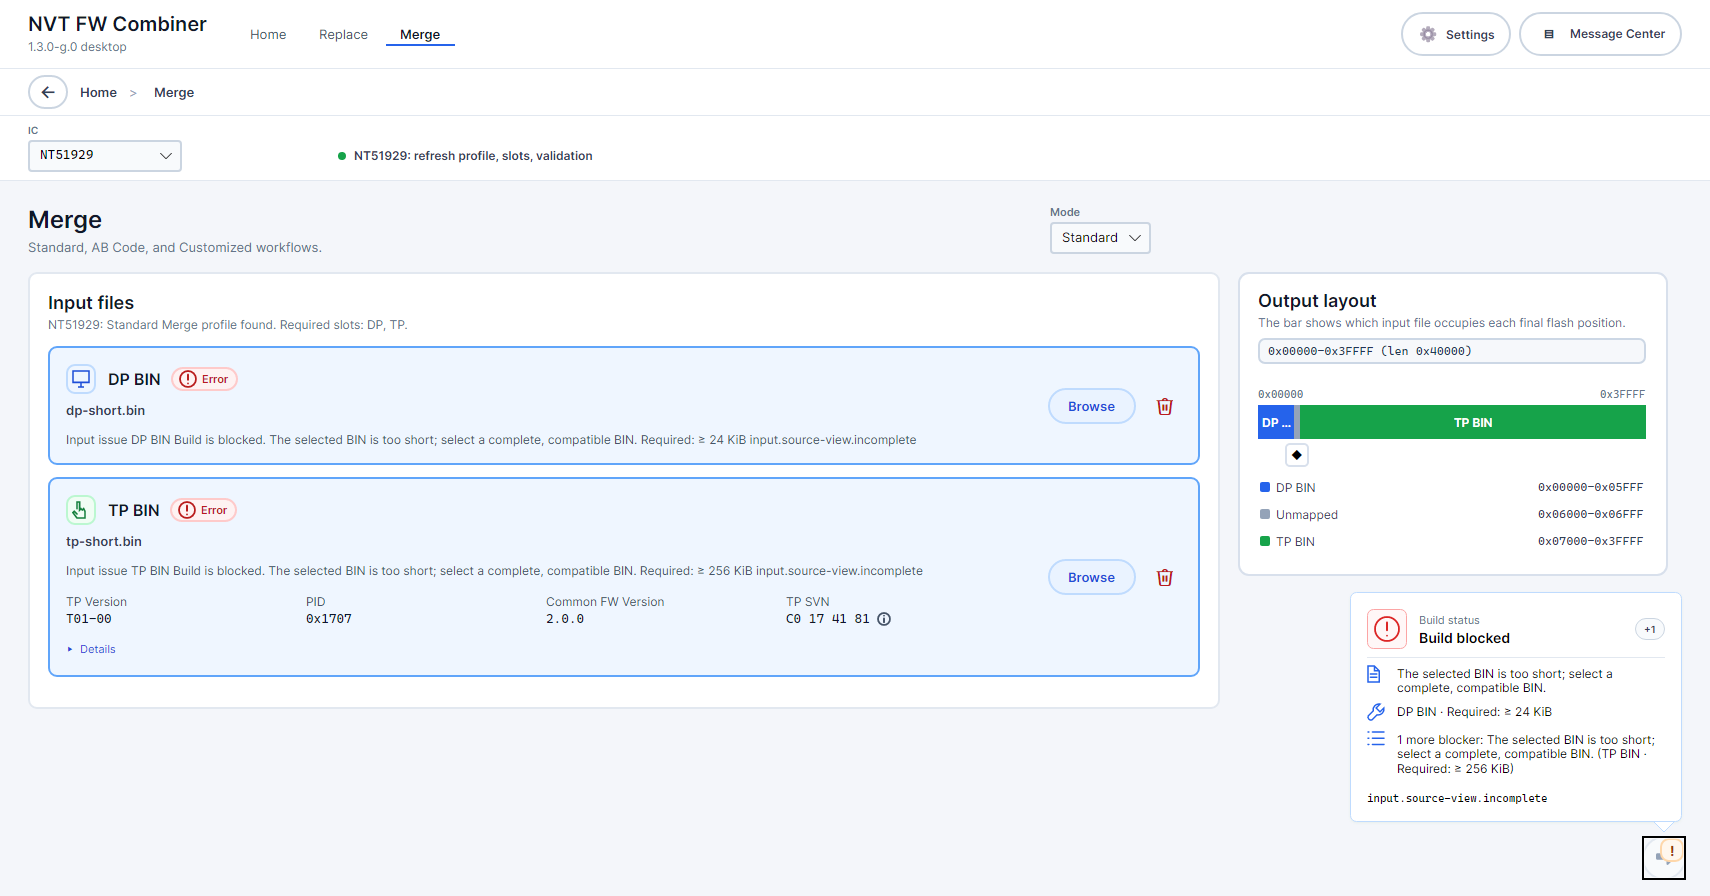 NVT FW Combiner
1.3.0-g.0 desktop
Home
Replace
Merge
Settings
Message Center
Home > Merge
IC
NT51929
NT51929: refresh profile, slots, validation
Merge
Standard, AB Code, and Customized workflows.
Mode
Standard
Input files
NT51929: Standard Merge profile found. Required slots: DP, TP.
DP BIN
Error
dp-short.bin
Input issue DP BIN Build is blocked. The selected BIN is too short; select a complete, compatible BIN. Required: ≥ 24 KiB input.source-view.incomplete
Browse
TP BIN
Error
tp-short.bin
Input issue TP BIN Build is blocked. The selected BIN is too short; select a complete, compatible BIN. Required: ≥ 256 KiB input.source-view.incomplete
Browse
TP Version
T01-00
PID
0x1707
Common FW Version
2.0.0
TP SVN
C0 17 41 81
Details
Output layout
The bar shows which input file occupies each final flash position.
0x00000-0x3FFFF (len 0x40000)
0x00000
0x3FFFF
DP ...
TP BIN
DP BIN
0x00000-0x05FFF
Unmapped
0x06000-0x06FFF
TP BIN
0x07000-0x3FFFF
Build status
Build blocked
+1
The selected BIN is too short; select a
complete, compatible BIN.
DP BIN · Required: ≥ 24 KiB
1 more blocker: The selected BIN is too short;
select a complete, compatible BIN. (TP BIN ·
Required: ≥ 256 KiB)
input.source-view.incomplete